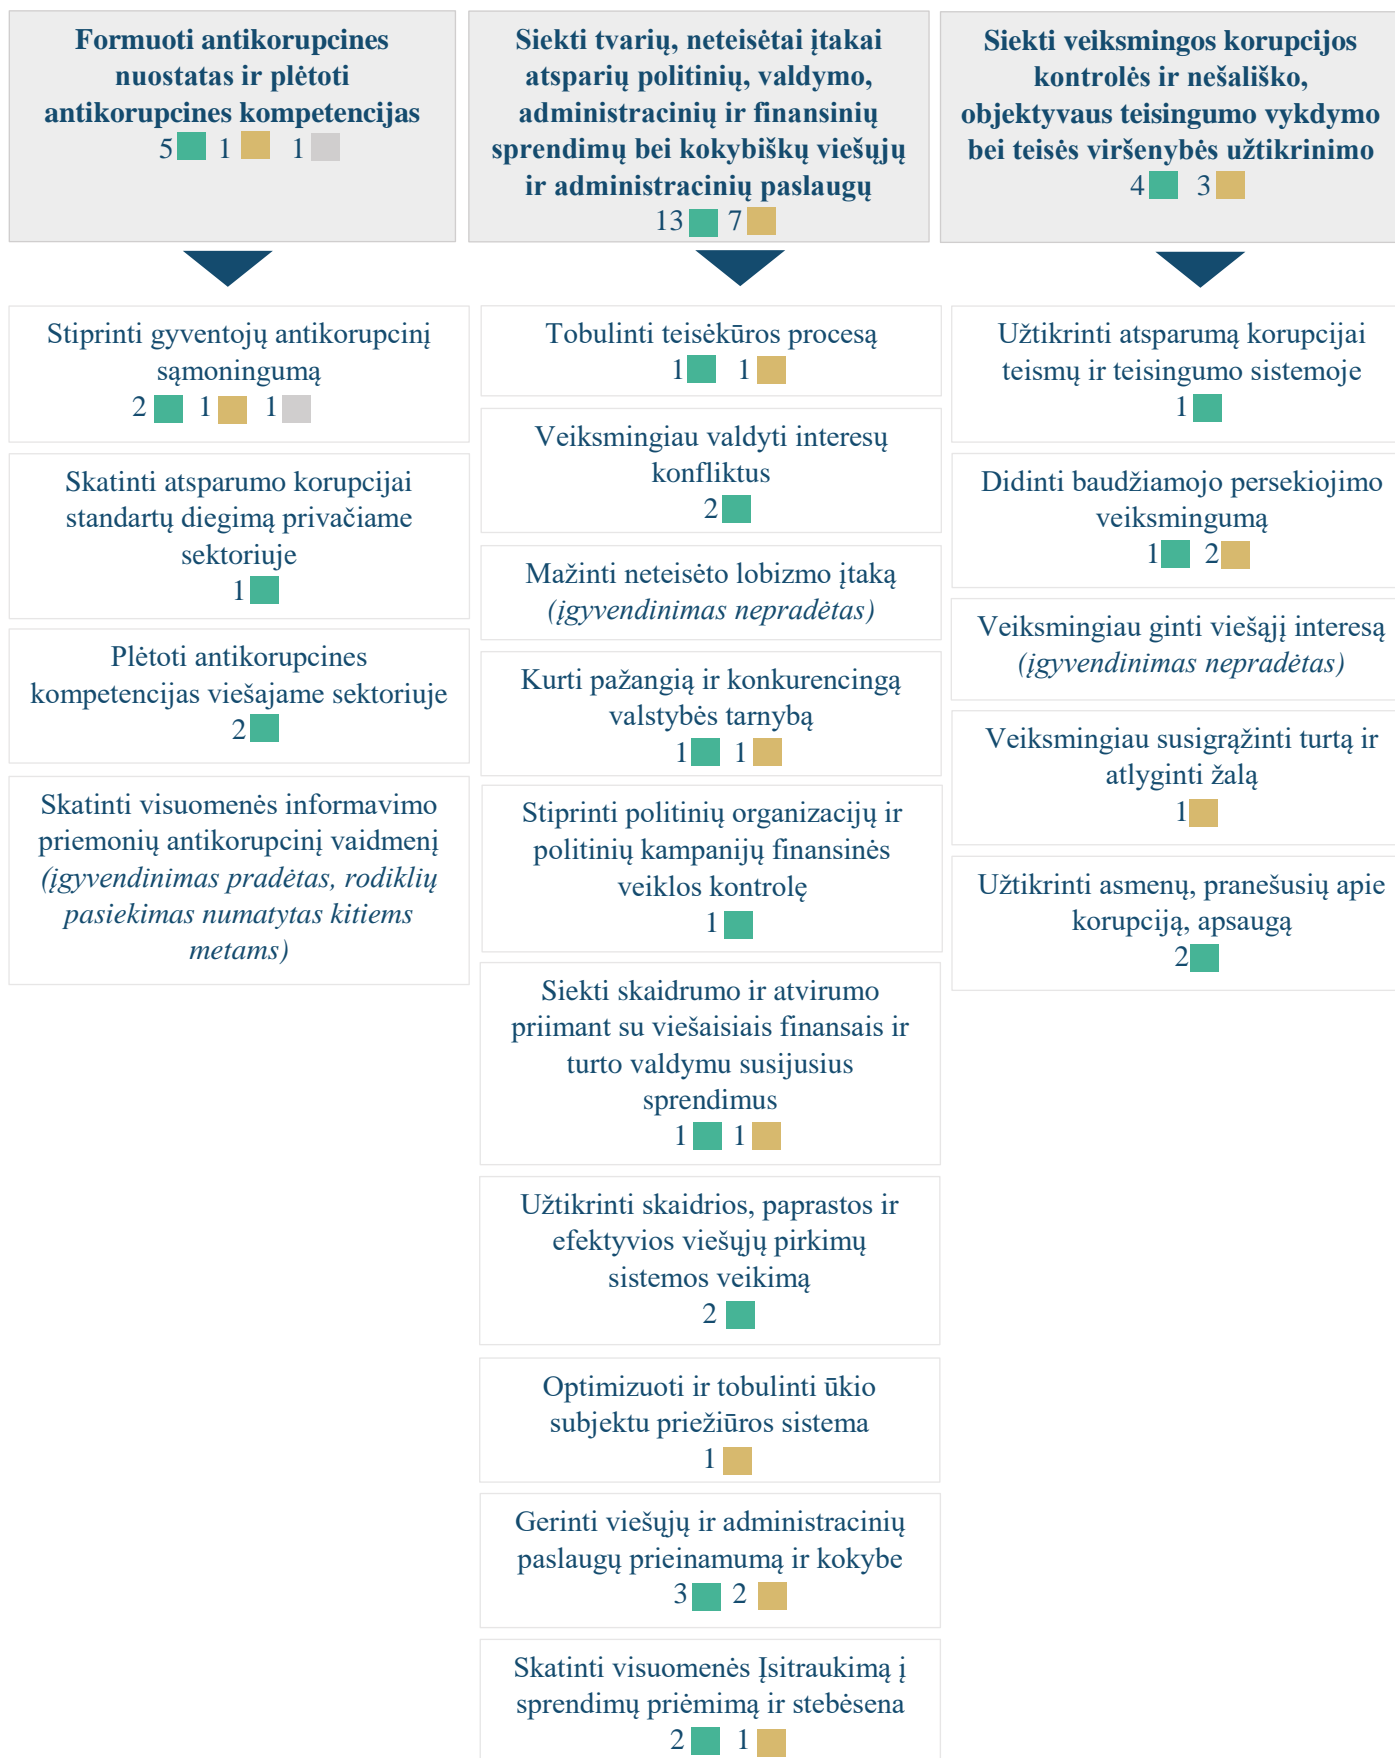 Formuoti antikorupcines
nuostatas ir plėtoti
antikorupcines kompetencijas
5 1 1
Siekti tvarių, neteisėtai įtakai
atsparių politinių, valdymo,
administracinių ir finansinių
sprendimų bei kokybiškų viešųjų
ir administracinių paslaugų
13 7
Siekti veiksmingos korupcijos
kontrolės ir nešališko,
objektyvaus teisingumo vykdymo
bei teisės viršenybės užtikrinimo
4 3
Stiprinti gyventojų antikorupcinį
sąmoningumą
2 1 1
Skatinti atsparumo korupcijai
standartų diegimą privačiame
sektoriuje
1
Plėtoti antikorupcines
kompetencijas viešajame sektoriuje
2
Skatinti visuomenės informavimo
priemonių antikorupcinį vaidmenį
(įgyvendinimas pradėtas, rodiklių
pasiekimas numatytas kitiems
metams)
Tobulinti teisėkūros procesą
1 1
Veiksmingiau valdyti interesų
konfliktus
2
Mažinti neteisėto lobizmo įtaką
(įgyvendinimas nepradėtas)
Kurti pažangią ir konkurencingą
valstybės tarnybą
1 1
Stiprinti politinių organizacijų ir
politinių kampanijų finansinės
veiklos kontrolę
1
Siekti skaidrumo ir atvirumo
priimant su viešaisiais finansais ir
turto valdymu susijusius
sprendimus
1 1
Užtikrinti skaidrios, paprastos ir
efektyvios viešųjų pirkimų
sistemos veikimą
2
Optimizuoti ir tobulinti ūkio
subjektu priežiūros sistema
1
Gerinti viešųjų ir administracinių
paslaugų prieinamumą ir kokybe
3 2
Skatinti visuomenės Įsitraukimą į
sprendimų priėmimą ir stebėsena
2 1
Užtikrinti atsparumą korupcijai
teismų ir teisingumo sistemoje
1
Didinti baudžiamojo persekiojimo
veiksmingumą
1 2
Veiksmingiau ginti viešąjį interesą
(įgyvendinimas nepradėtas)
Veiksmingiau susigrąžinti turtą ir
atlyginti žalą
1
Užtikrinti asmenų, pranešusių apie
korupciją, apsaugą
2